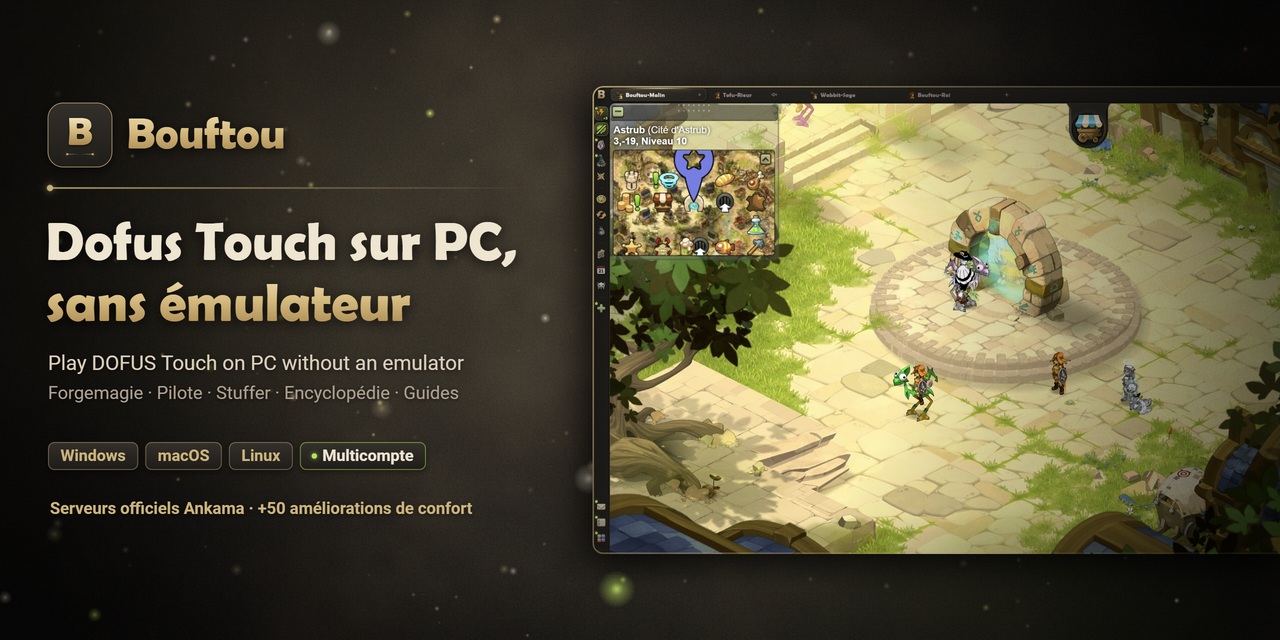 B
Bouftou
Dofus Touch sur PC,
sans émulateur
Play DOFUS Touch on PC without an emulator
Forgemagie · Pilote · Stuffer · Encyclopédie · Guides
Windows
macOS
Linux
Multicompte
Serveurs officiels Ankama · +50 améliorations de confort
B
Bouftou-Malin
Tofu-Rieur
Wabbit-Sage
Bouftou-Roi
Astrub (Cité d'Astrub)
3,-19, Niveau 10